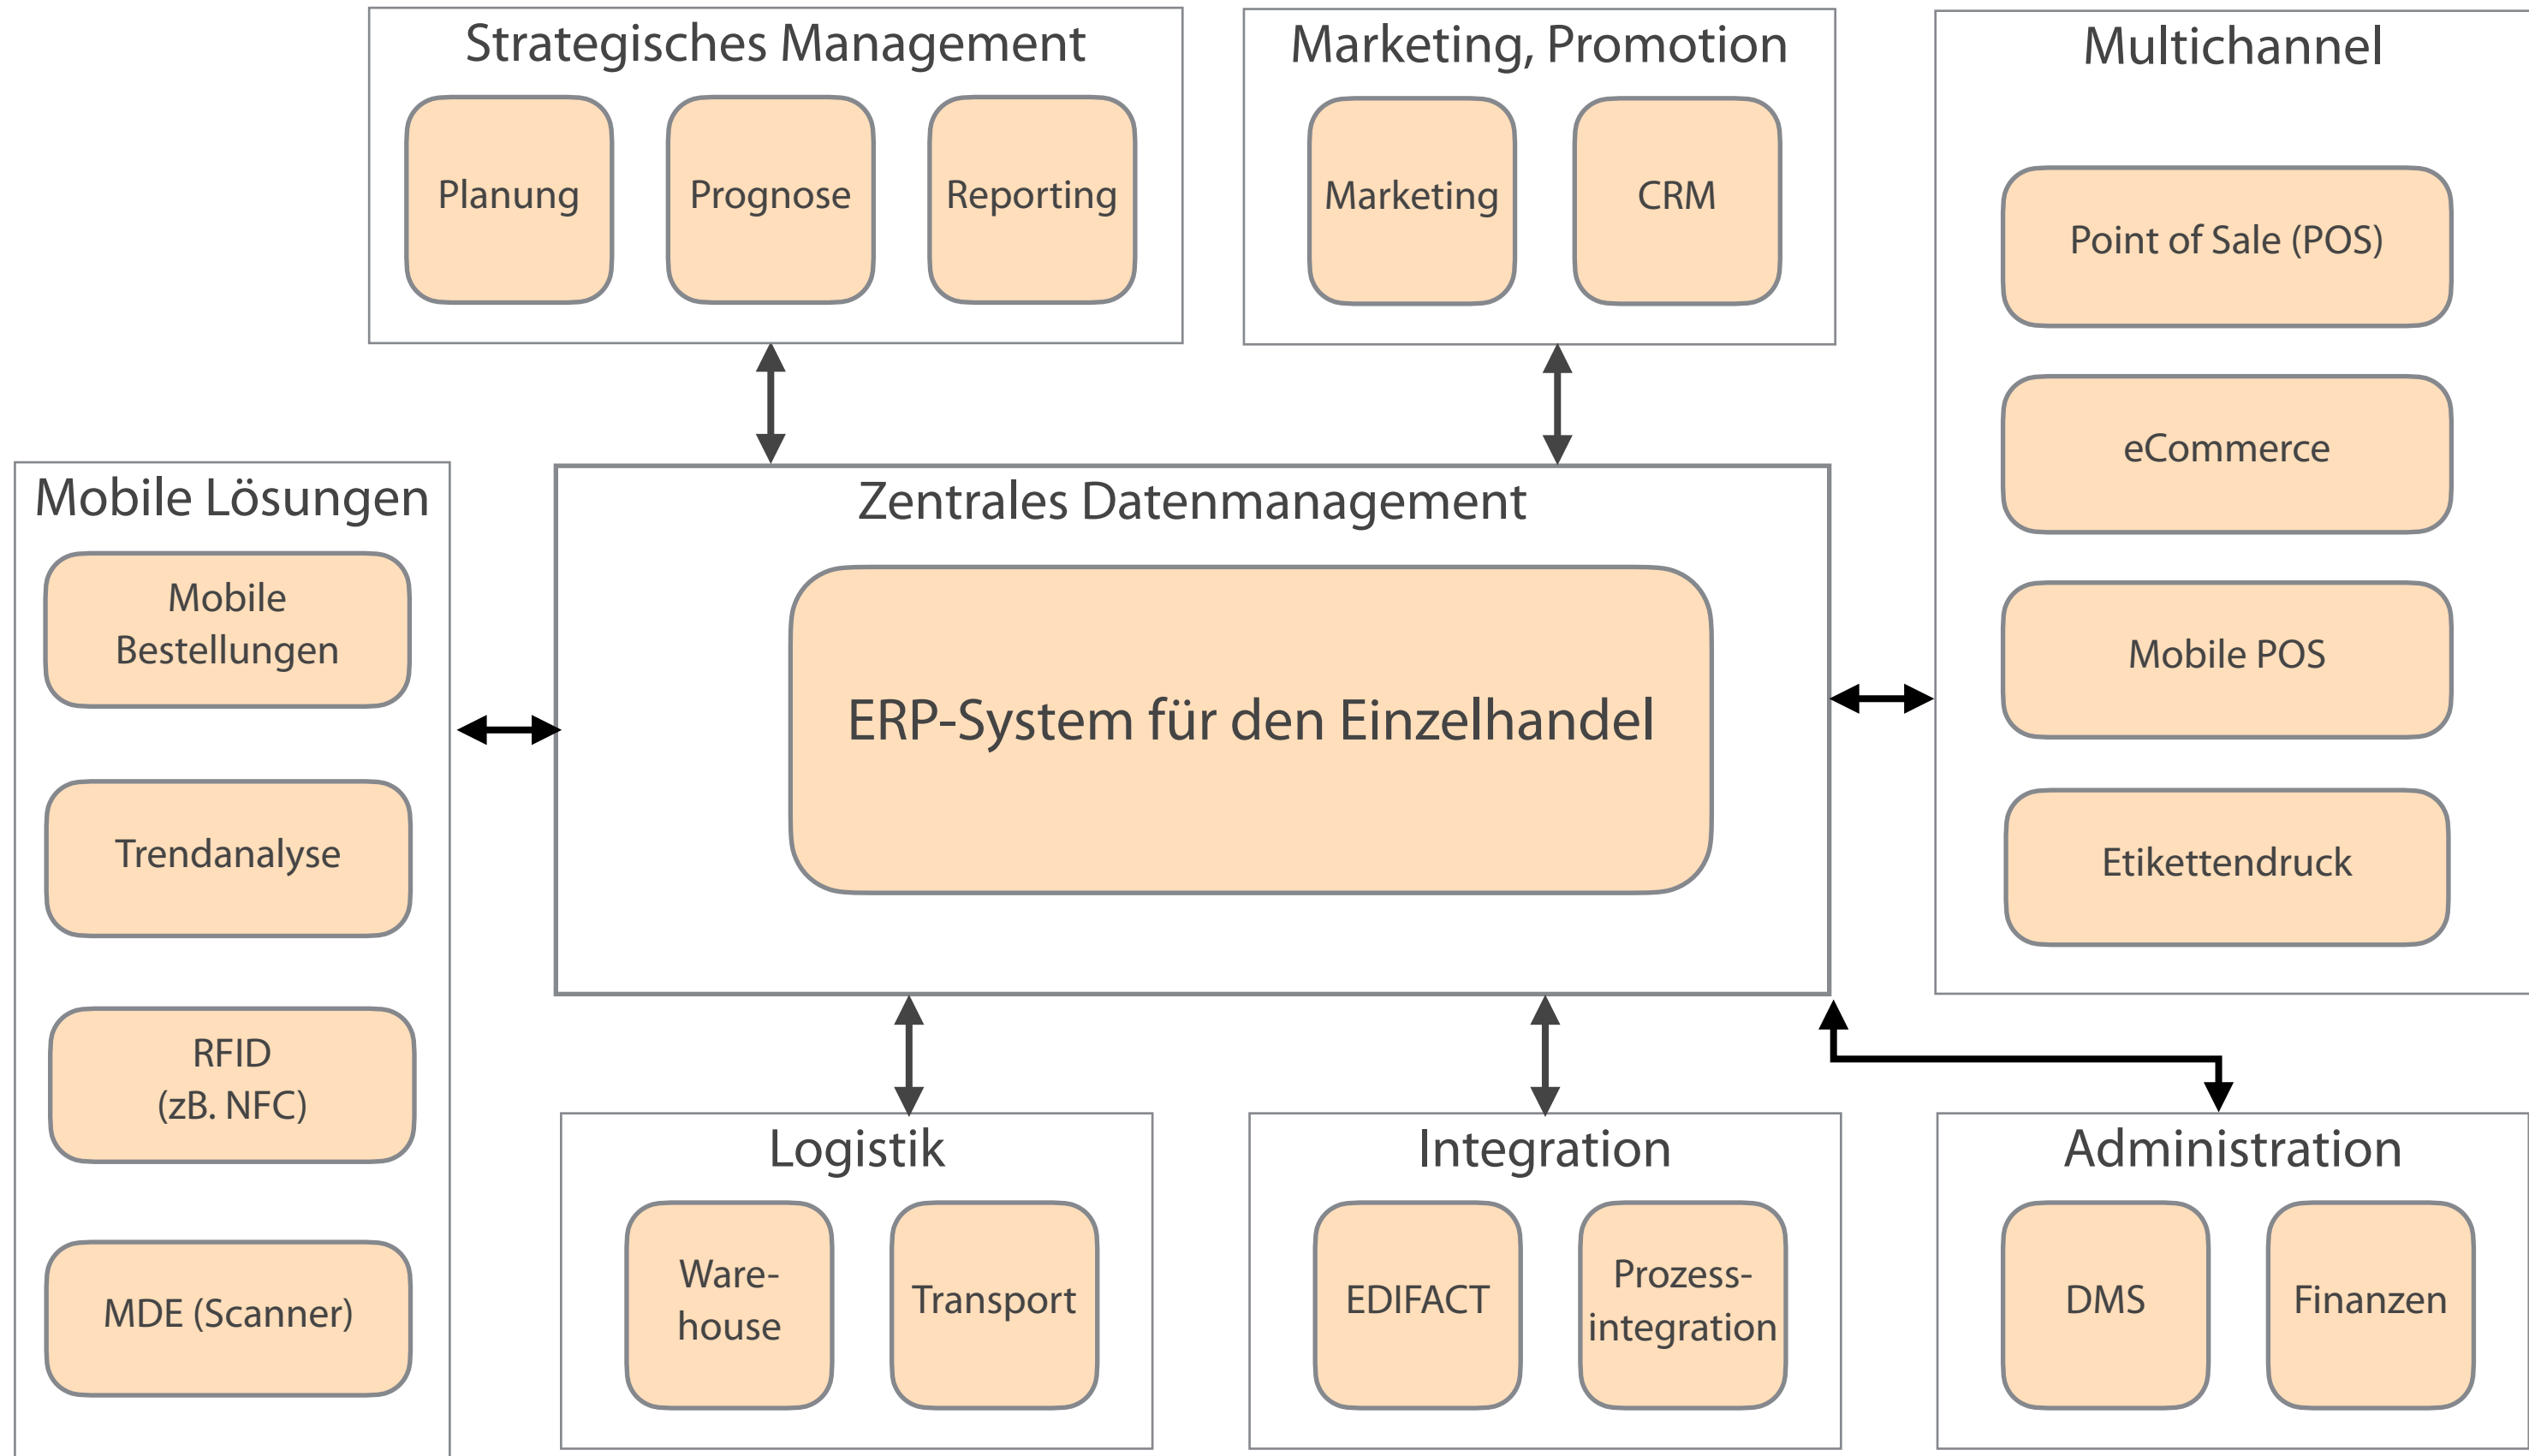 Strategisches Management
Planung
Prognose
Reporting
Marketing, Promotion
Marketing
CRM
Multichannel
Point of Sale (POS)
eCommerce
Mobile POS
Etikettendruck
Mobile Lösungen
Mobile
Bestellungen
Trendanalyse
RFID
(zB. NFC)
MDE (Scanner)
Zentrales Datenmanagement
ERP-System für den Einzelhandel
Logistik
Ware-
house
Transport
Integration
EDIFACT
Prozess-
integration
Administration
DMS
Finanzen